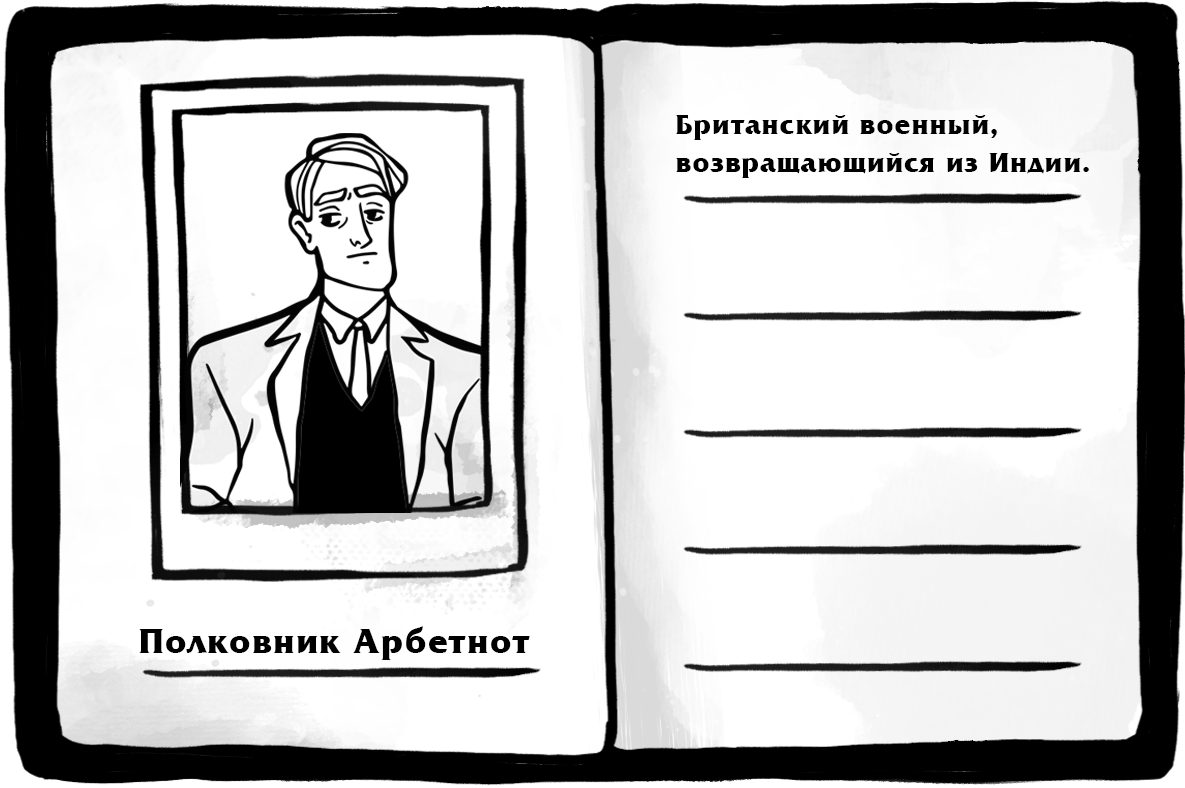 Полковник Арбетнот
Британский военный,
возвращающийся из Индии.